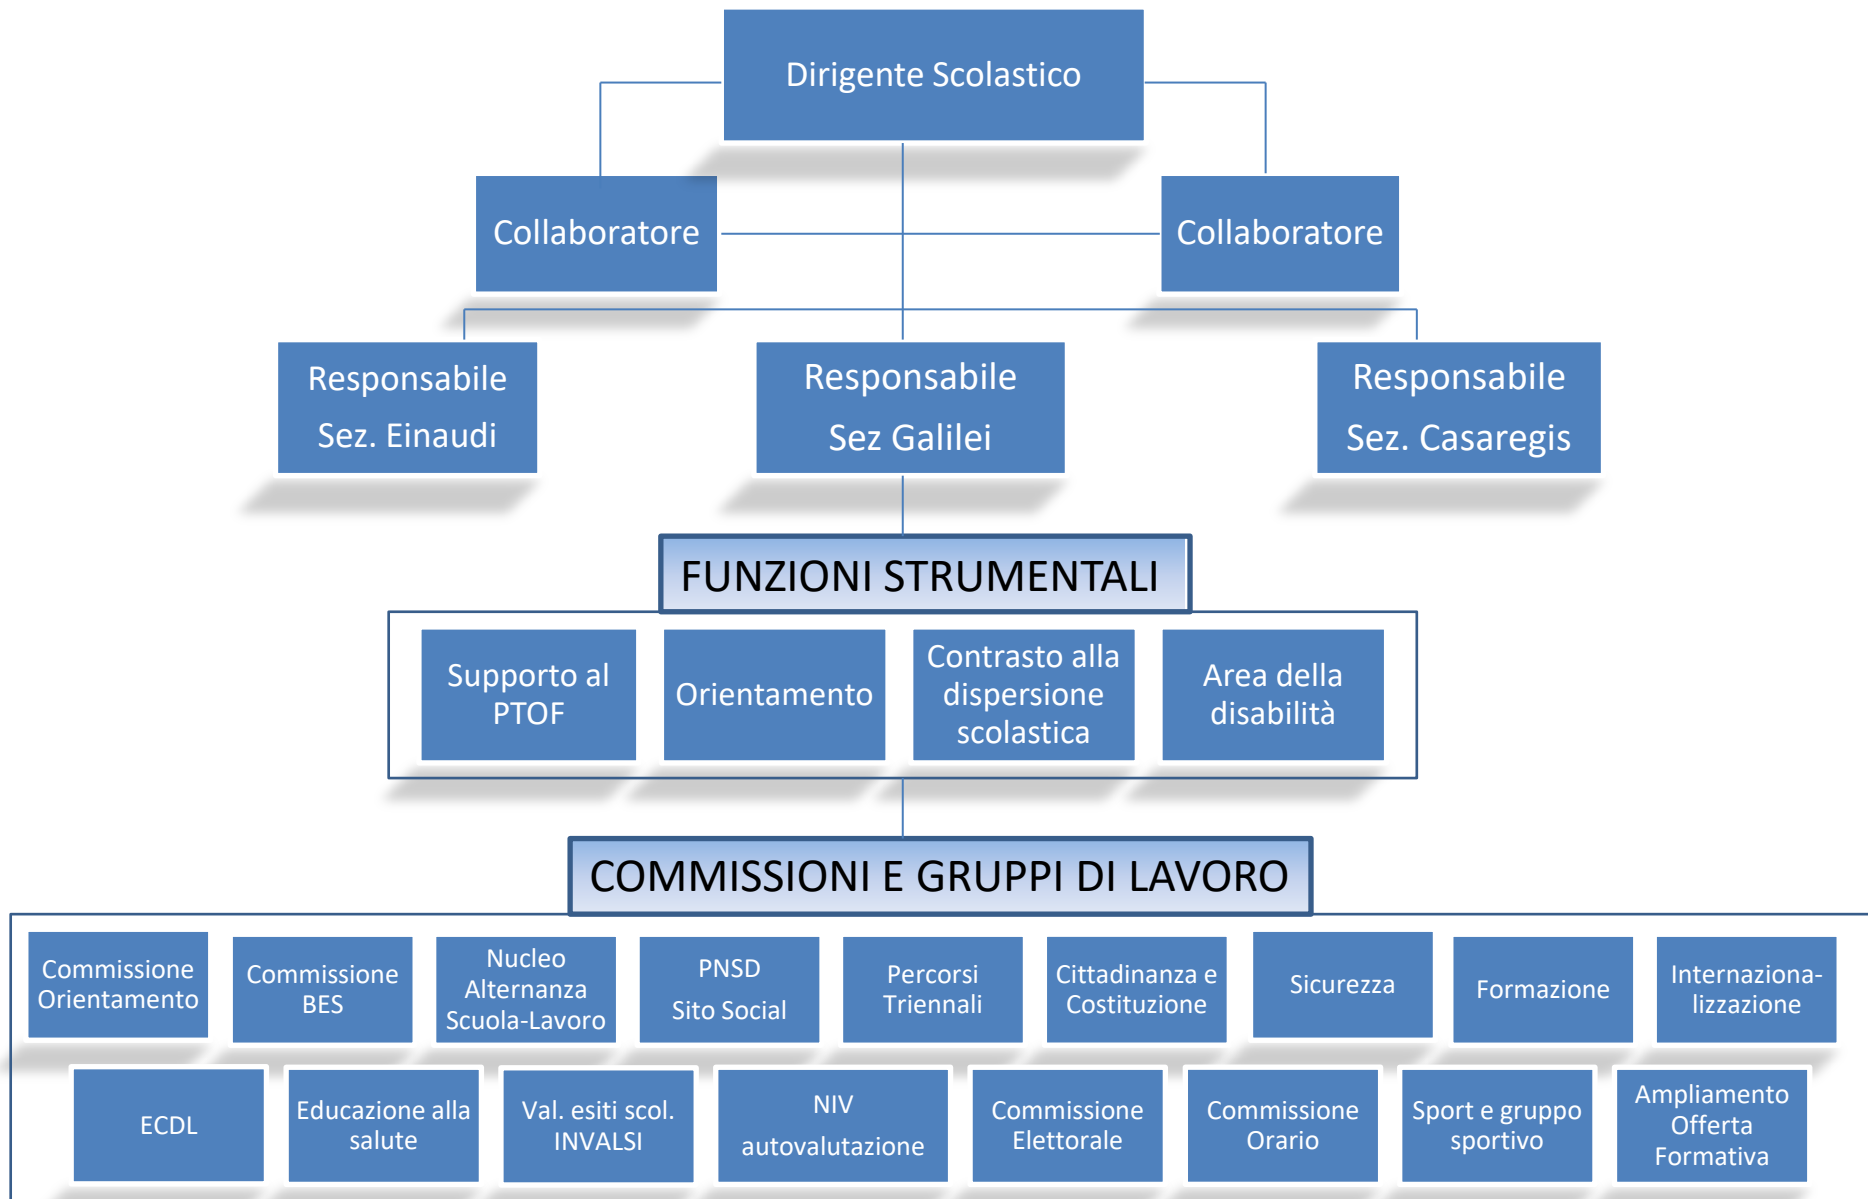 Dirigente Scolastico
Collaboratore
Collaboratore
Responsabile
Sez. Einaudi
Responsabile
Sez Galilei
Responsabile
Sez. Casaregis
FUNZIONI STRUMENTALI
Supporto al
PTOF
Orientamento
Contrasto alla
dispersione
scolastica
Area della
disabilità
COMMISSIONI E GRUPPI DI LAVORO
Commissione
Orientamento
Commissione
BES
Nucleo
Alternanza
Scuola-Lavoro
PNSD
Sito Social
Percorsi
Triennali
Cittadinanza e
Costituzione
Sicurezza
Formazione
Internaziona-
lizzazione
ECDL
Educazione alla
salute
Val. esiti scol.
INVALSI
NIV
autovalutazione
Commissione
Elettorale
Commissione
Orario
Sport e gruppo
sportivo
Ampliamento
Offerta
Formativa